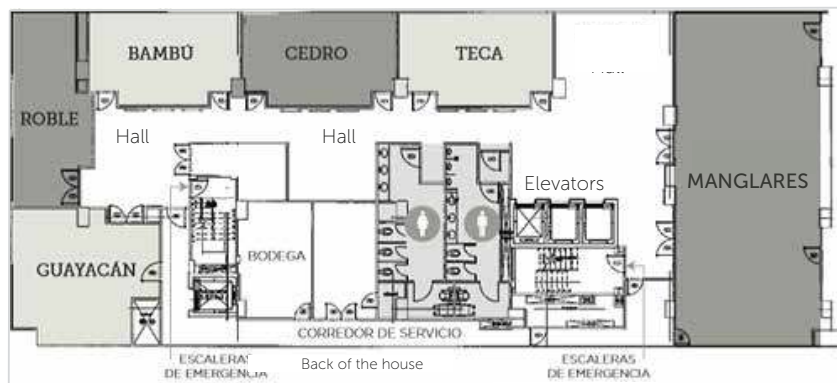 BAMBÚ
CEDRO
TECA
ROBLE
Hall
Hall
Elevators
MANGLARES
GUAYACÁN
BODEGA
CORREDOR DE SERVICIO
ESCALERAS
DE EMERGENCIA
Back of the house
ESCALERAS
DE EMERGENCIA